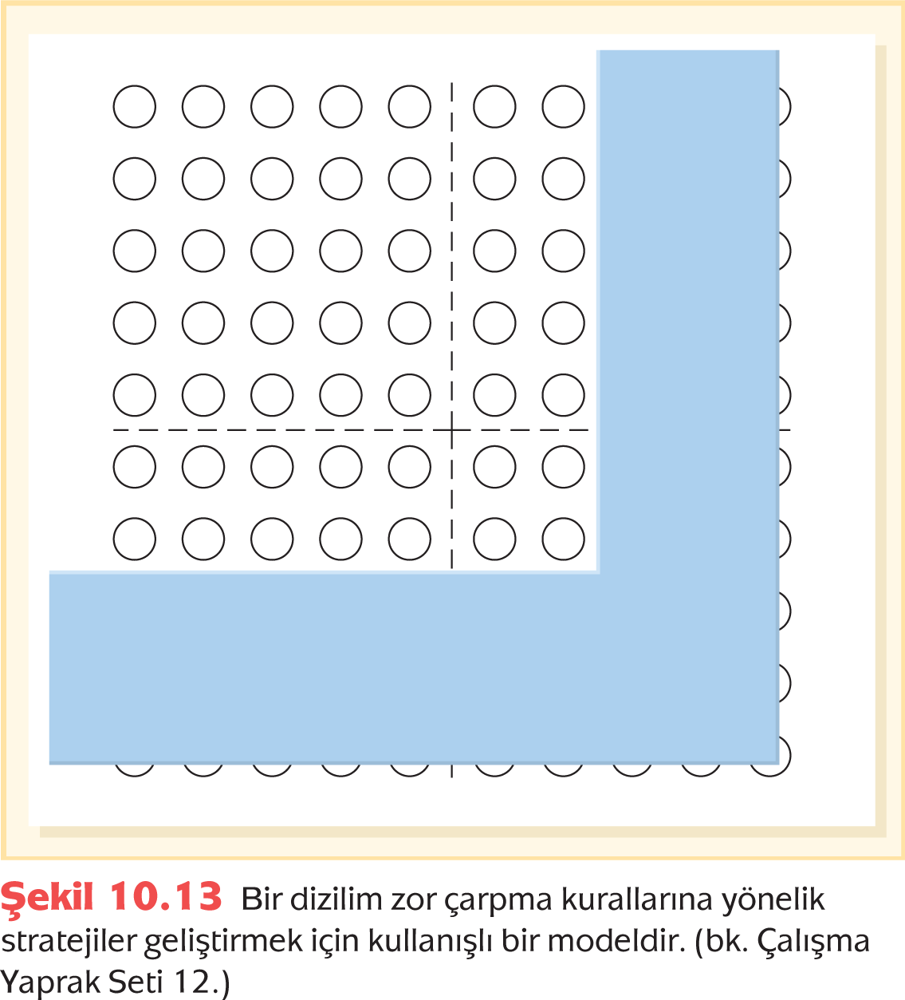 Şekil 10.13 Bir dizilim zor çarpma kurallarına yönelik
stratejiler geliştirmek için kullanışlı bir modeldir. (bk. Çalışma
Yaprak Seti 12.)